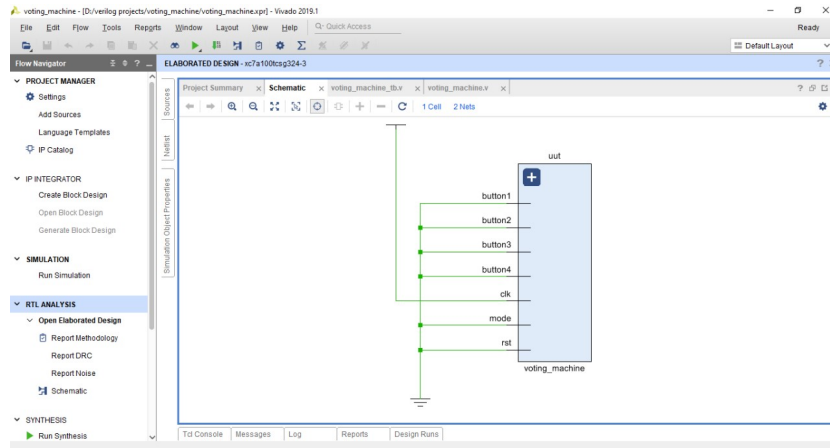 voting_machine - [D:/verilog projects/voting_machine/voting_machine.xpr] - Vivado 2019.1
File Edit Flow Tools Reports Window Layout View Help Quick Access
Ready
Default Layout
Flow Navigator
ELABORATED DESIGN - xc7a100tcsg324-3
PROJECT MANAGER
Settings
Add Sources
Language Templates
IP Catalog
IP INTEGRATOR
Create Block Design
Open Block Design
Generate Block Design
SIMULATION
Run Simulation
RTL ANALYSIS
Open Elaborated Design
Report Methodology
Report DRC
Report Noise
Schematic
SYNTHESIS
Run Synthesis
Sources
Netlist
Simulation Object Properties
Project Summary Schematic voting_machine_tb.v voting_machine.v
1 Cell 2 Nets
uut
button1
button2
button3
button4
clk
mode
rst
voting_machine
Tcl Console Messages Log Reports Design Runs